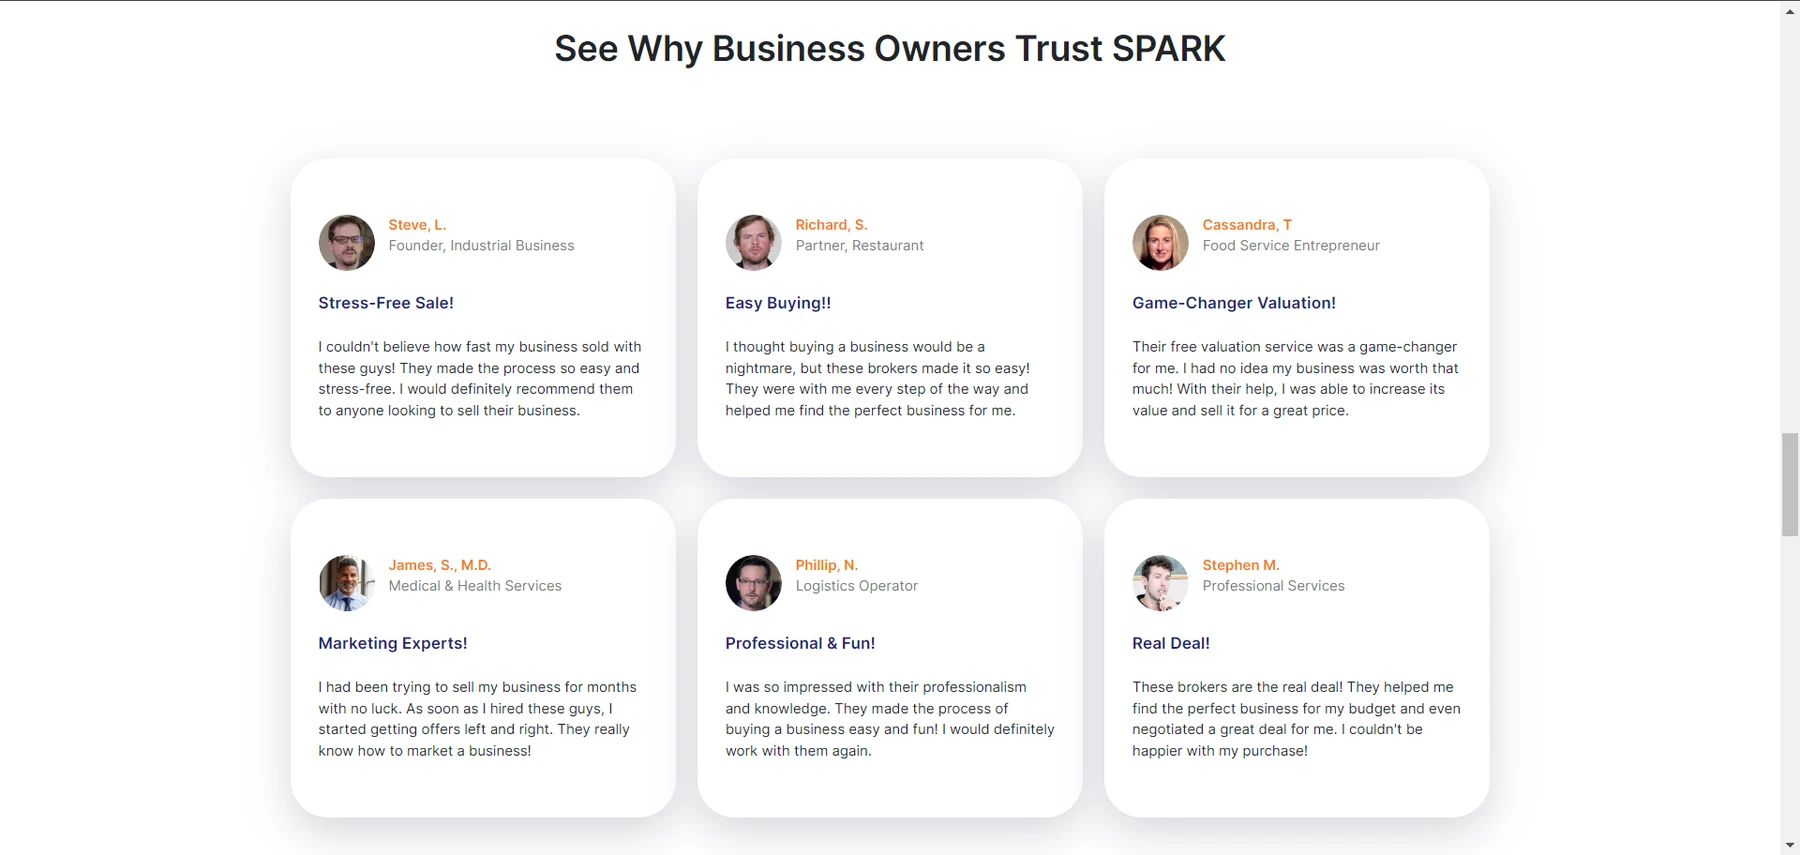 See Why Business Owners Trust SPARK
Steve, L.
Founder, Industrial Business
Stress-Free Sale!
I couldn't believe how fast my business sold with
these guys! They made the process so easy and
stress-free. I would definitely recommend them
to anyone looking to sell their business.
Richard, S.
Partner, Restaurant
Easy Buying!!
I thought buying a business would be a
nightmare, but these brokers made it so easy!
They were with me every step of the way and
helped me find the perfect business for me.
Cassandra, T
Food Service Entrepreneur
Game-Changer Valuation!
Their free valuation service was a game-changer
for me. I had no idea my business was worth that
much! With their help, I was able to increase its
value and sell it for a great price.
James, S., M.D.
Medical & Health Services
Marketing Experts!
I had been trying to sell my business for months
with no luck. As soon as I hired these guys, I
started getting offers left and right. They really
know how to market a business!
Phillip, N.
Logistics Operator
Professional & Fun!
I was so impressed with their professionalism
and knowledge. They made the process of
buying a business easy and fun! I would definitely
work with them again.
Stephen M.
Professional Services
Real Deal!
These brokers are the real deal! They helped me
find the perfect business for my budget and even
negotiated a great deal for me. I couldn't be
happier with my purchase!